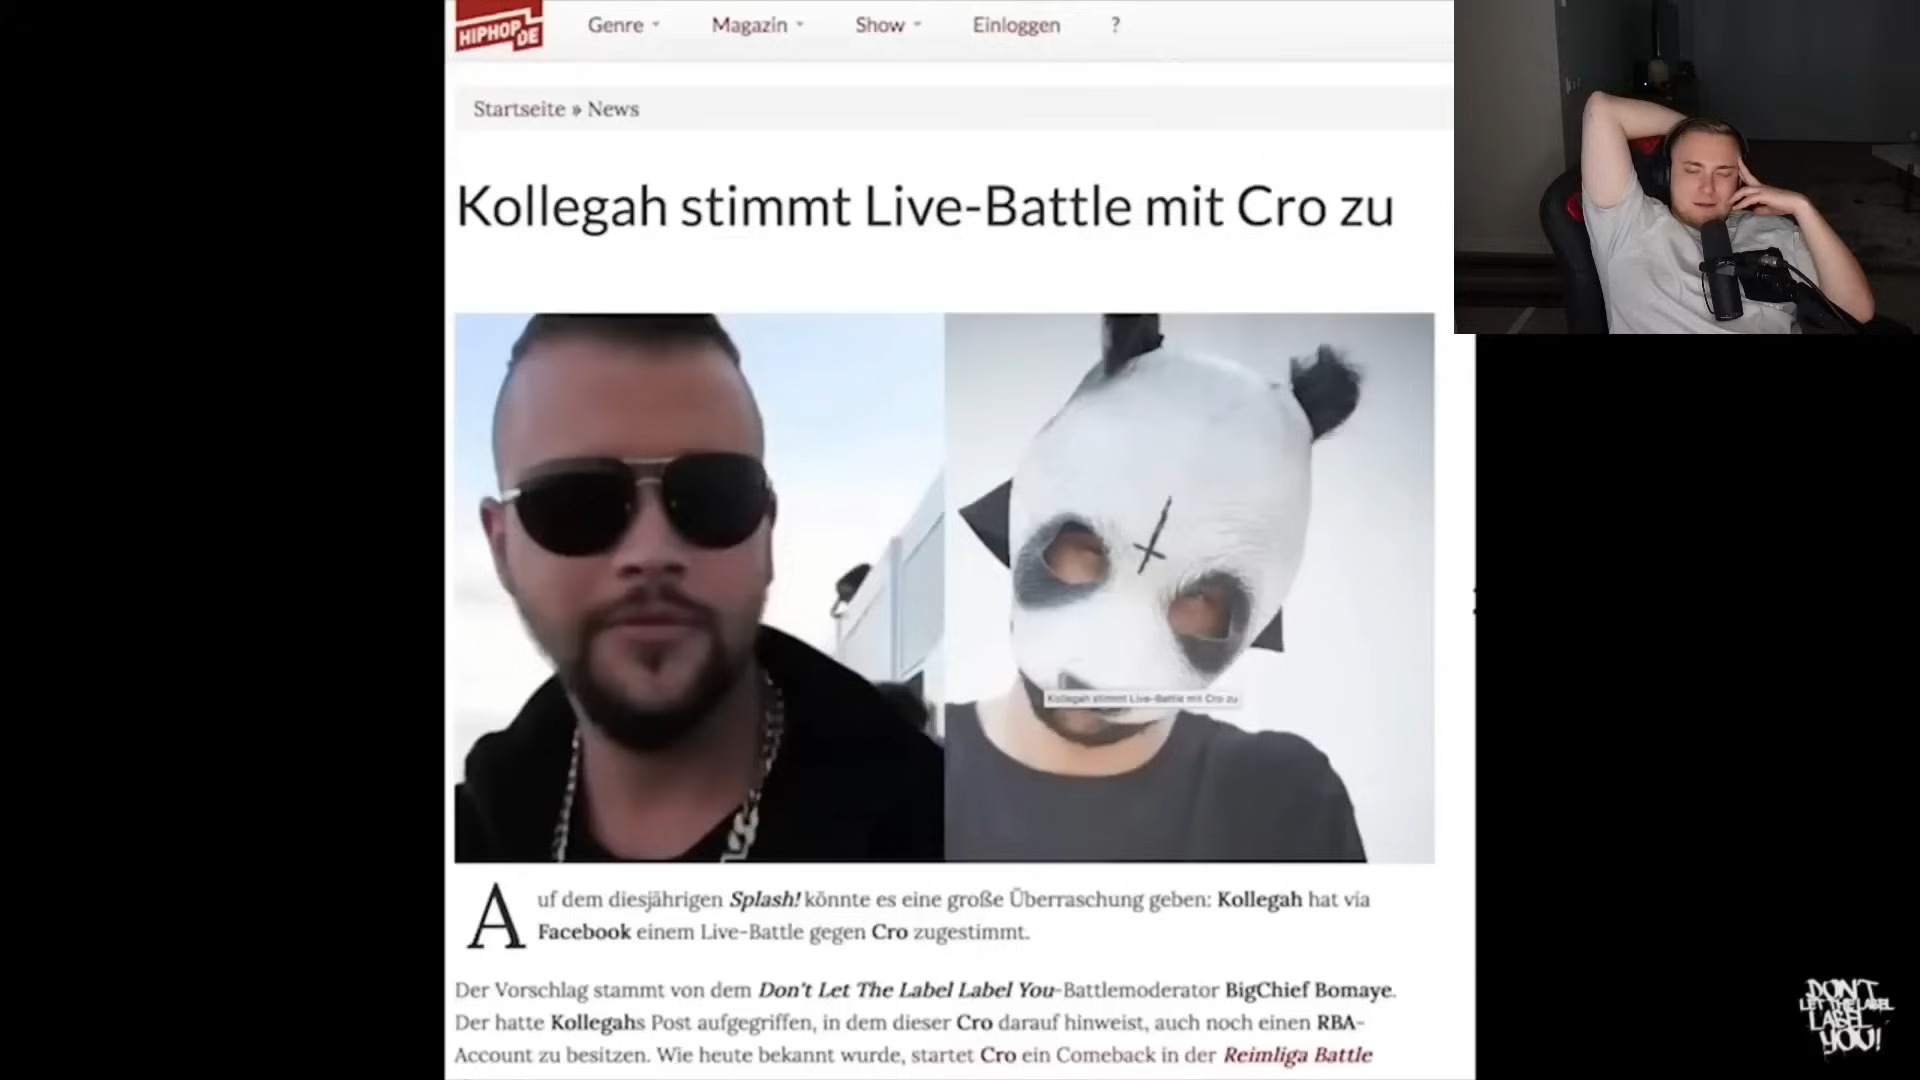 HIPHOP.DE
Genre
Magazin
Show
Einloggen
?
Startseite » News
Kollegah stimmt Live-Battle mit Cro zu
Kollegah stimmt Live-Battle mit Cro zu
Auf dem diesjährigen Splash! könnte es eine große Überraschung geben: Kollegah hat via
Facebook einem Live-Battle gegen Cro zugestimmt.
Der Vorschlag stammt von dem Don't Let The Label Label You-Battlemoderator BigChief Bomaye.
Der hatte Kollegahs Post aufgegriffen, in dem dieser Cro darauf hinweist, auch noch einen RBA-
Account zu besitzen. Wie heute bekannt wurde, startet Cro ein Comeback in der Reimliga Battle
DON'T
LET THE LABEL
LABEL
YOU!